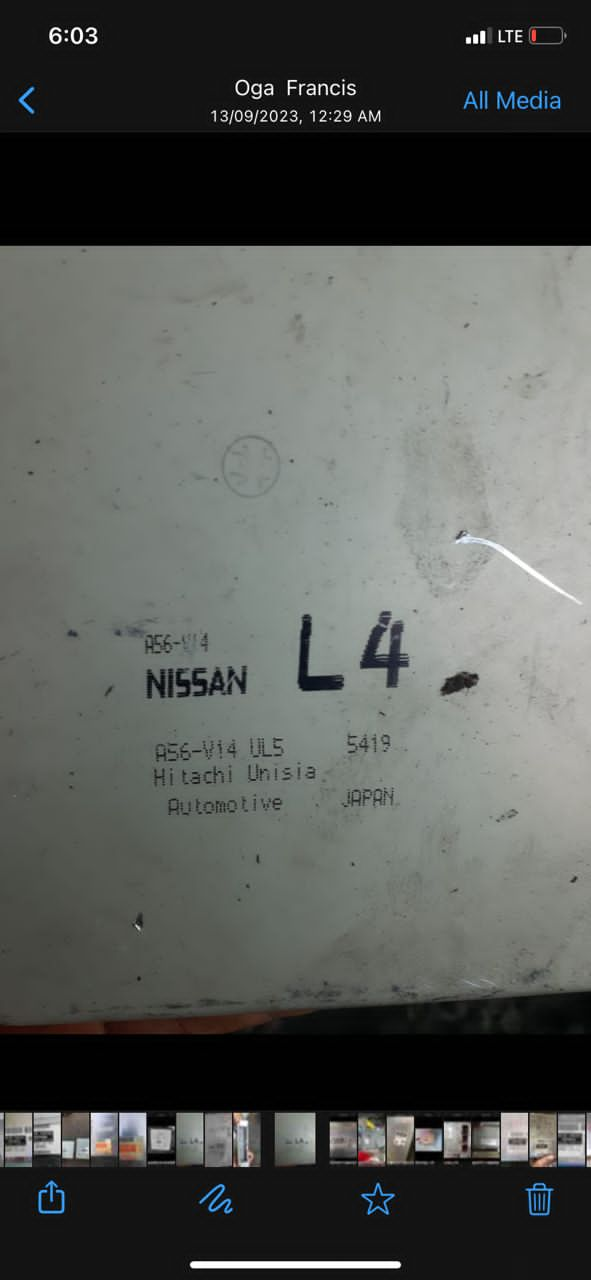 6:03
LTE
Oga Francis
13/09/2023, 12:29 AM
All Media
A56-V14
NISSAN
L4
A56-V14 UL5 5419
Hitachi Unisia
Automotive JAPAN